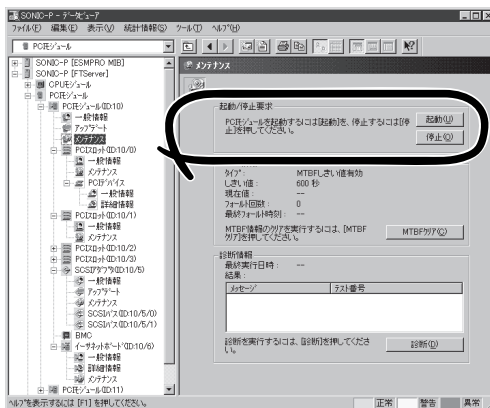 SONIC-P - ﾃﾞｰﾀﾋﾞｭｰｱ
ﾌｧｲﾙ(F) 編集(E) 表示(V) 統計情報(S) ﾂｰﾙ(T) ﾍﾙﾌﾟ(H)
PCIﾓｼﾞｭｰﾙ
SONIC-P [ESMPRO MIB]
SONIC-P [FTServer]
CPUﾓｼﾞｭｰﾙ
PCIﾓｼﾞｭｰﾙ
PCIﾓｼﾞｭｰﾙ(ID:10)
一般情報
ｱｯﾌﾟﾃﾞｰﾄ
ﾒﾝﾃﾅﾝｽ
PCIｽﾛｯﾄ(ID:10/0)
一般情報
ﾒﾝﾃﾅﾝｽ
PCIﾃﾞﾊﾞｲｽ
一般情報
詳細情報
PCIｽﾛｯﾄ(ID:10/1)
一般情報
ﾒﾝﾃﾅﾝｽ
PCIｽﾛｯﾄ(ID:10/2)
PCIｽﾛｯﾄ(ID:10/3)
SCSIｱﾀﾞﾌﾟﾀ(ID:10/5)
一般情報
ｱｯﾌﾟﾃﾞｰﾄ
ﾒﾝﾃﾅﾝｽ
SCSIﾊﾞｽ(ID:10/5/0)
SCSIﾊﾞｽ(ID:10/5/1)
BMC
ｲｰｻﾈｯﾄﾎﾞｰﾄﾞ(ID:10/6)
一般情報
詳細情報
ﾒﾝﾃﾅﾝｽ
PCIﾓｼﾞｭｰﾙ(ID:11)
ﾒﾝﾃﾅﾝｽ
起動/停止要求
PCIﾓｼﾞｭｰﾙを起動するには[起動]を、停止するには[停
止]を押してください。
起動(U)
停止(O)
ﾀｲﾌﾟ: MTBFしきい値有効
しきい値: 600 秒
現在値: --
ﾌｫｰﾙﾄ回数: 0
最終ﾌｫｰﾙﾄ時刻: --
MTBF情報のｸﾘｱを実行するには、[MTBF
ｸﾘｱ]を押してください。
MTBFｸﾘｱ(C)
診断情報
最終実行日時: --
結果:
ﾒｯｾｰｼﾞ ﾃｽﾄ番号
診断を実行するには、[診断]を押してくださ
い。
診断(D)
ﾍﾙﾌﾟを表示するには [F1] を押してください。
正常 警告 異常